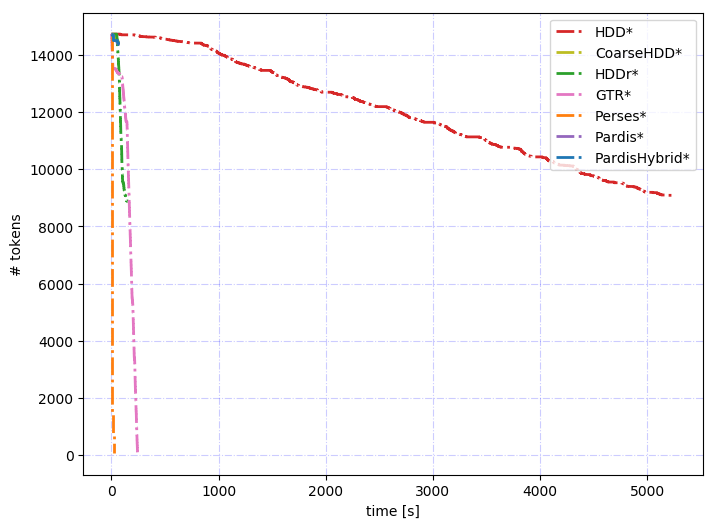 HDD*
CoarseHDD*
HDDr*
GTR*
Perses*
Pardis*
PardisHybrid*
14000
12000
10000
8000
6000
4000
2000
0
# tokens
0 1000 2000 3000 4000 5000
time [s]